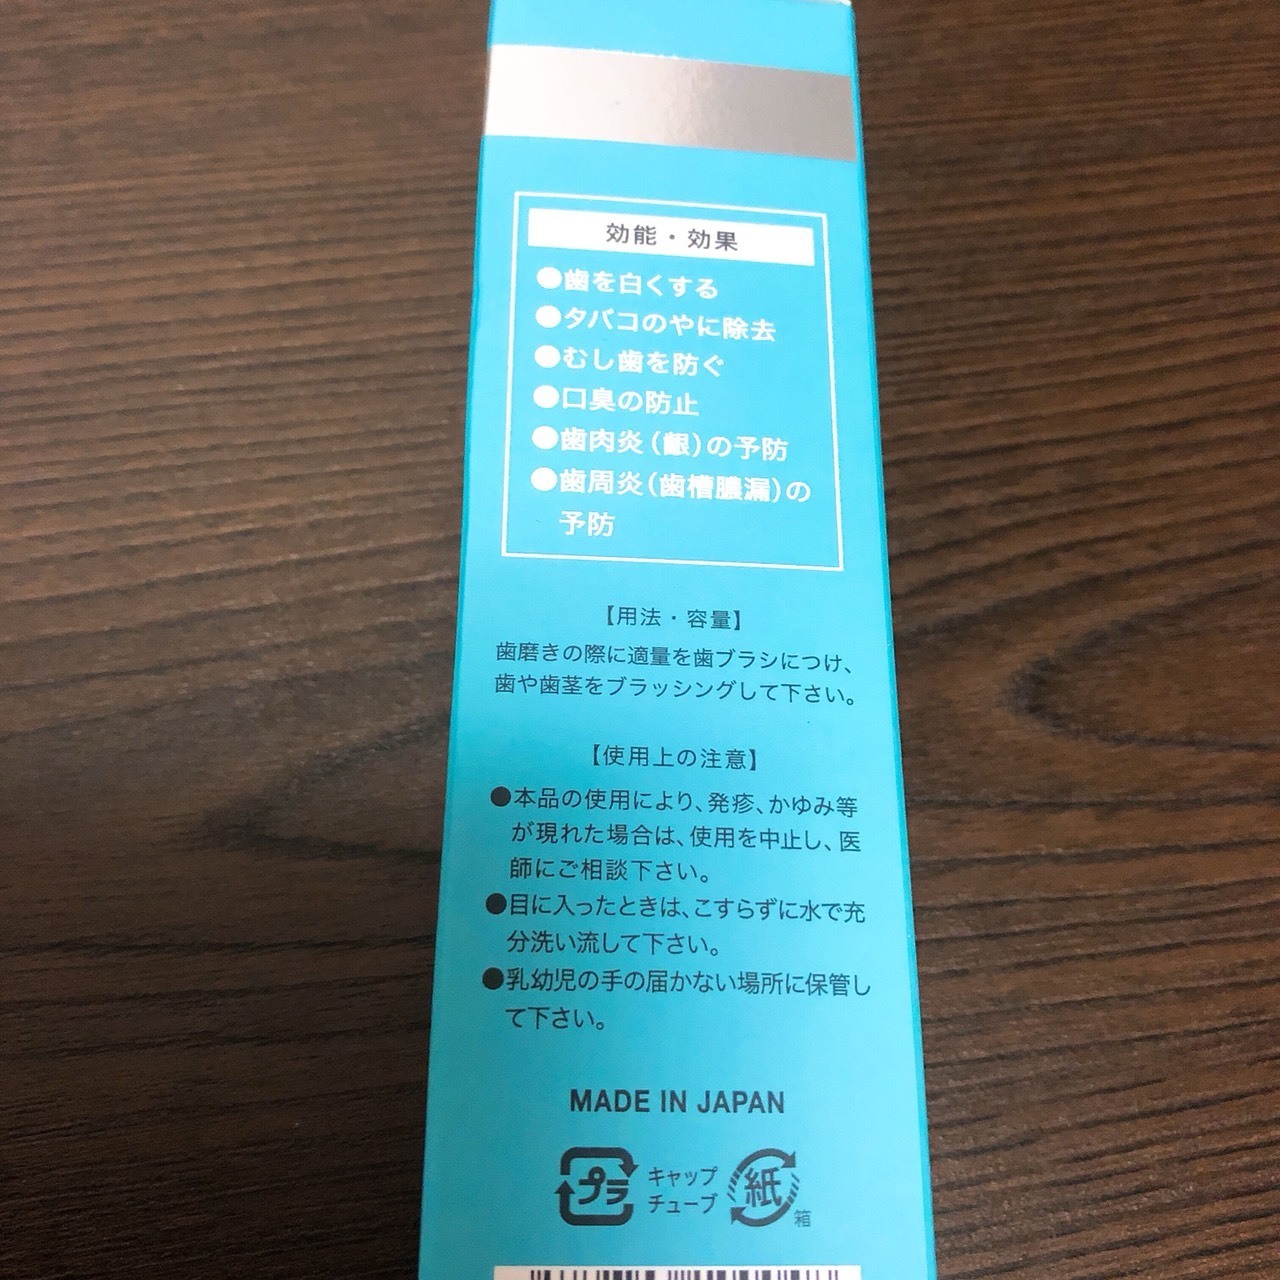 効能・効果
●歯を白くする
●タバコのやに除去
●むし歯を防ぐ
●口臭の防止
●歯肉炎(齦)の予防
●歯周炎(歯槽膿漏)の
予防
【用法・容量】
歯磨きの際に適量を歯ブラシにつけ、
歯や歯茎をブラッシングして下さい。
【使用上の注意】
●本品の使用により、発疹、かゆみ等
が現れた場合は、使用を中止し、医
師にご相談下さい。
●目に入ったときは、こすらずに水で充
分洗い流して下さい。
●乳幼児の手の届かない場所に保管し
て下さい。
MADE IN JAPAN
プラ
キャップ
チューブ
紙
箱